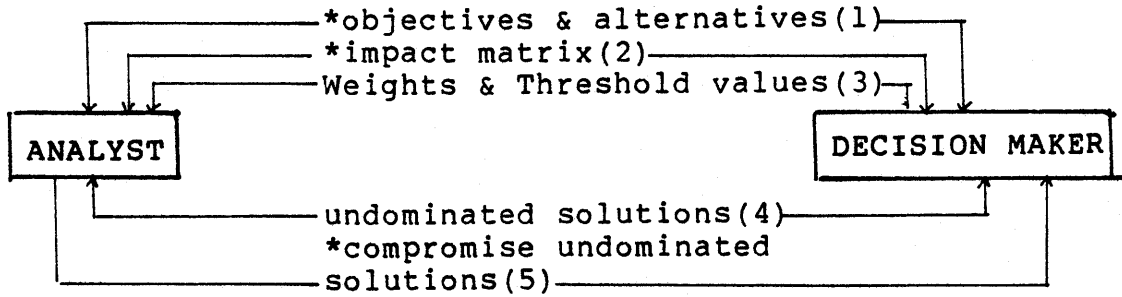 *objectives & alternatives(1)
*impact matrix(2)
Weights & Threshold values(3)
ANALYST
DECISION MAKER
undominated solutions(4)
*compromise undominated
solutions(5)